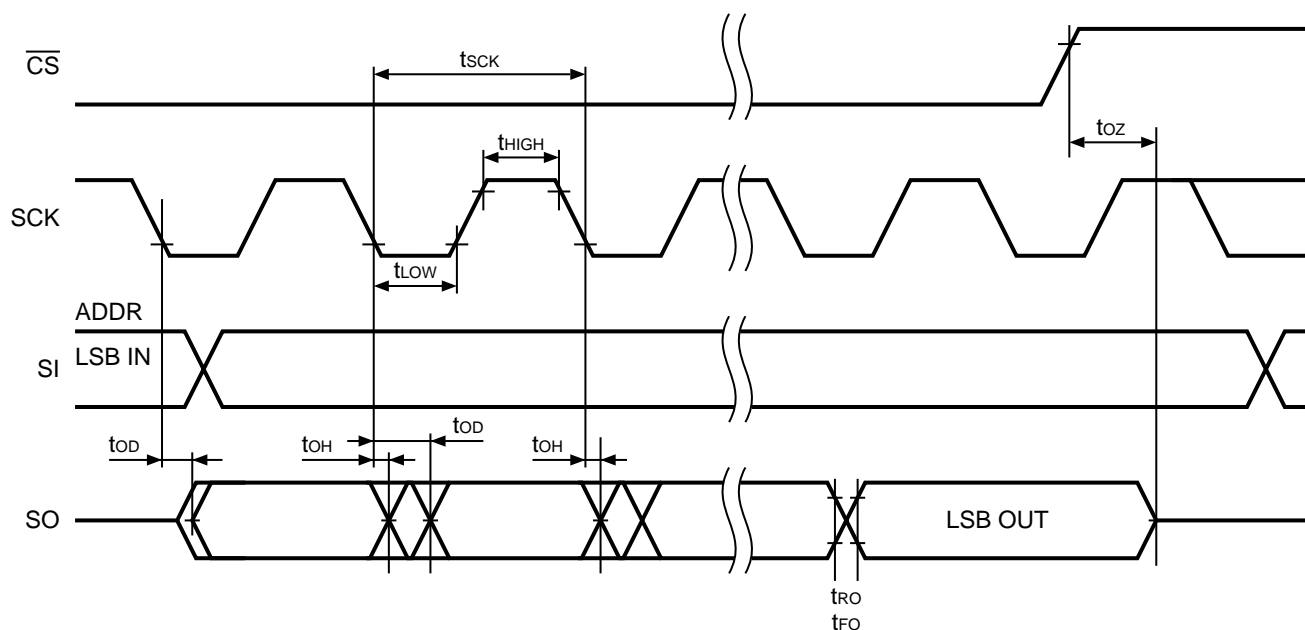 CS
tSCK
tOZ
tHIGH
SCK
tLOW
ADDR
LSB IN
SI
tOD
tOH
tOD
tOH
SO
LSB OUT
tRO
tFO